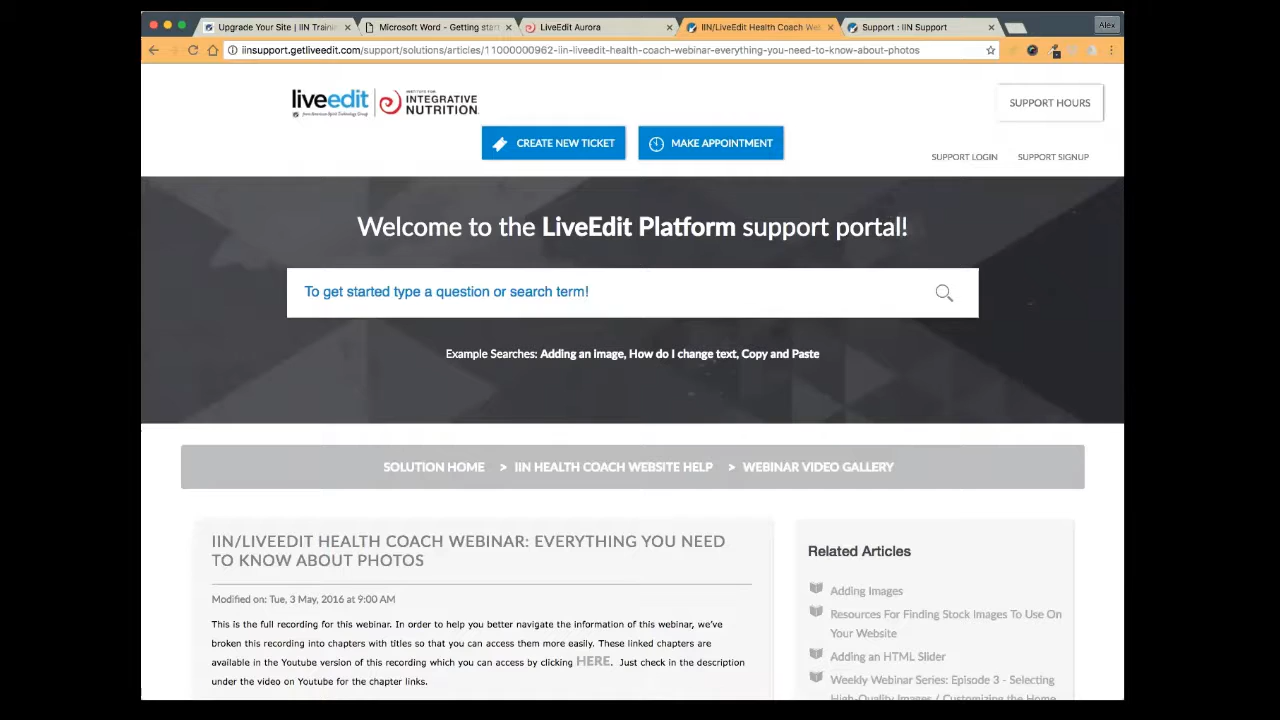 Upgrade Your Site | IIN Trainin
Microsoft Word - Getting star
LiveEdit Aurora
IIN/LiveEdit Health Coach We
Support : IIN Support
Alex
iinsupport.getliveedit.com/support/solutions/articles/11000000962-iin-liveedit-health-coach-webinar-everything-you-need-to-know-about-photos
liveedit
INSTITUTE FOR
INTEGRATIVE
NUTRITION
SUPPORT HOURS
CREATE NEW TICKET
MAKE APPOINTMENT
SUPPORT LOGIN
SUPPORT SIGNUP
Welcome to the LiveEdit Platform support portal!
To get started type a question or search term!
Example Searches: Adding an image, How do I change text, Copy and Paste
SOLUTION HOME > IIN HEALTH COACH WEBSITE HELP > WEBINAR VIDEO GALLERY
IIN/LIVEEDIT HEALTH COACH WEBINAR: EVERYTHING YOU NEED
TO KNOW ABOUT PHOTOS
Modified on: Tue, 3 May, 2016 at 9:00 AM
This is the full recording for this webinar. In order to help you better navigate the information of this webinar, we've
broken this recording into chapters with titles so that you can access them more easily. These linked chapters are
available in the Youtube version of this recording which you can access by clicking HERE. Just check in the description
under the video on Youtube for the chapter links.
Related Articles
Adding Images
Resources For Finding Stock Images To Use On
Your Website
Adding an HTML Slider
Weekly Webinar Series: Episode 3 - Selecting
High-Quality Images / Customizing the Home